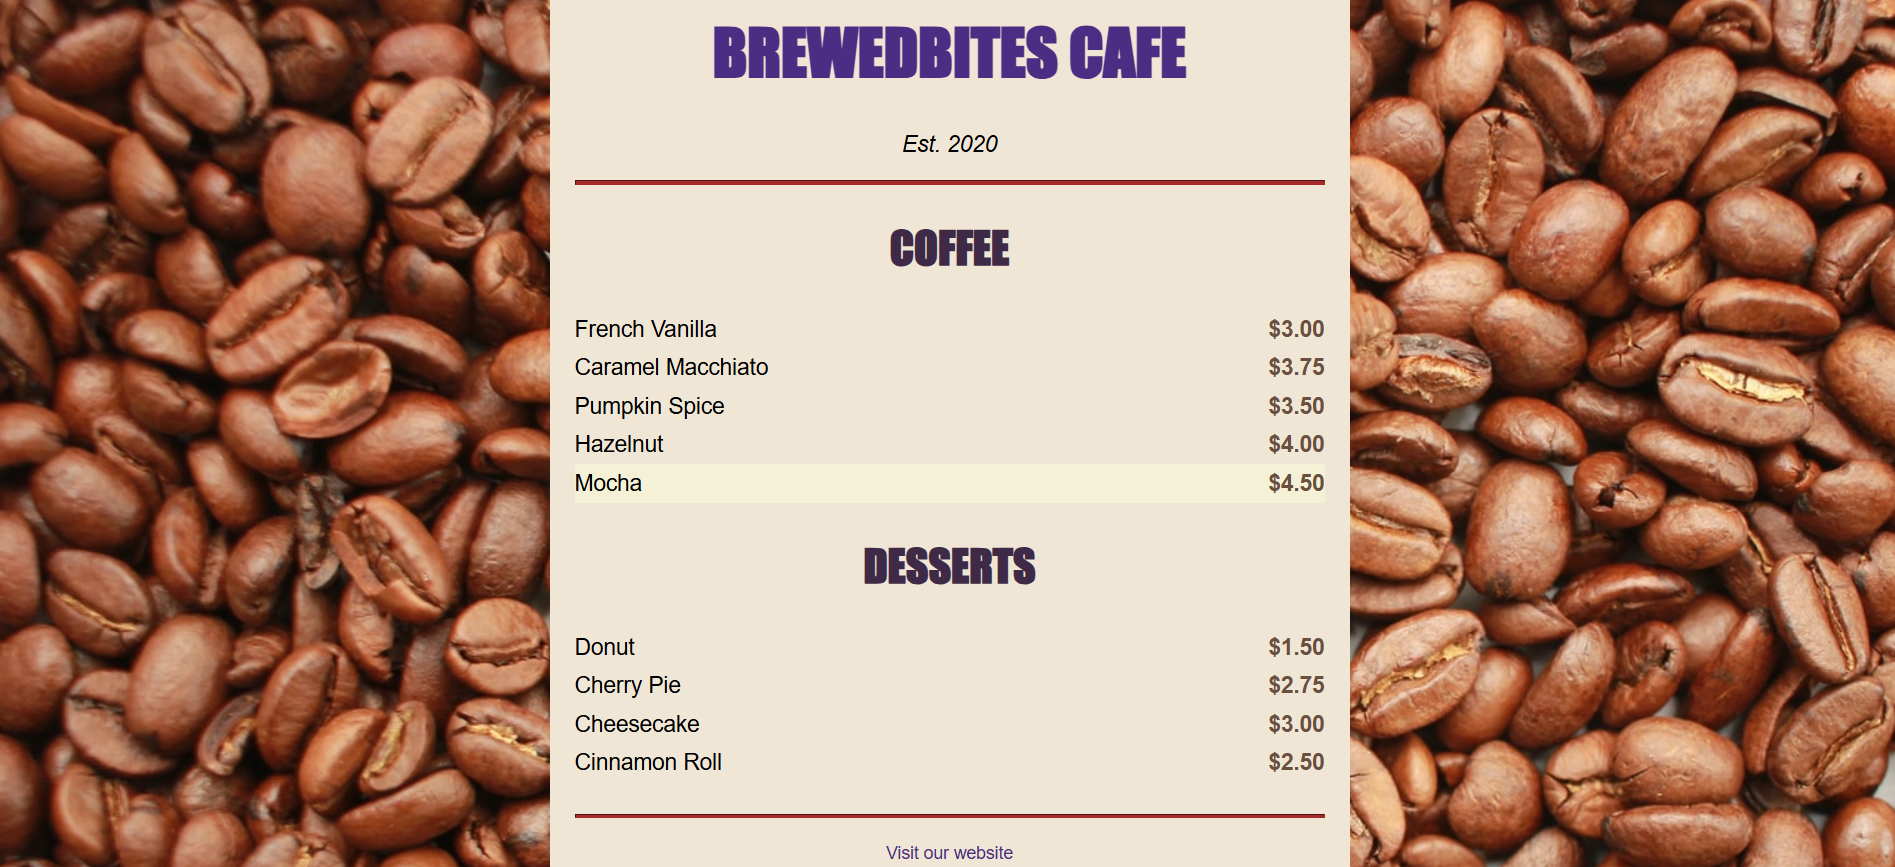 BREWEDBITES CAFE
Est. 2020
COFFEE
French Vanilla $3.00
Caramel Macchiato $3.75
Pumpkin Spice $3.50
Hazelnut $4.00
Mocha $4.50
DESSERTS
Donut $1.50
Cherry Pie $2.75
Cheesecake $3.00
Cinnamon Roll $2.50
Visit our website